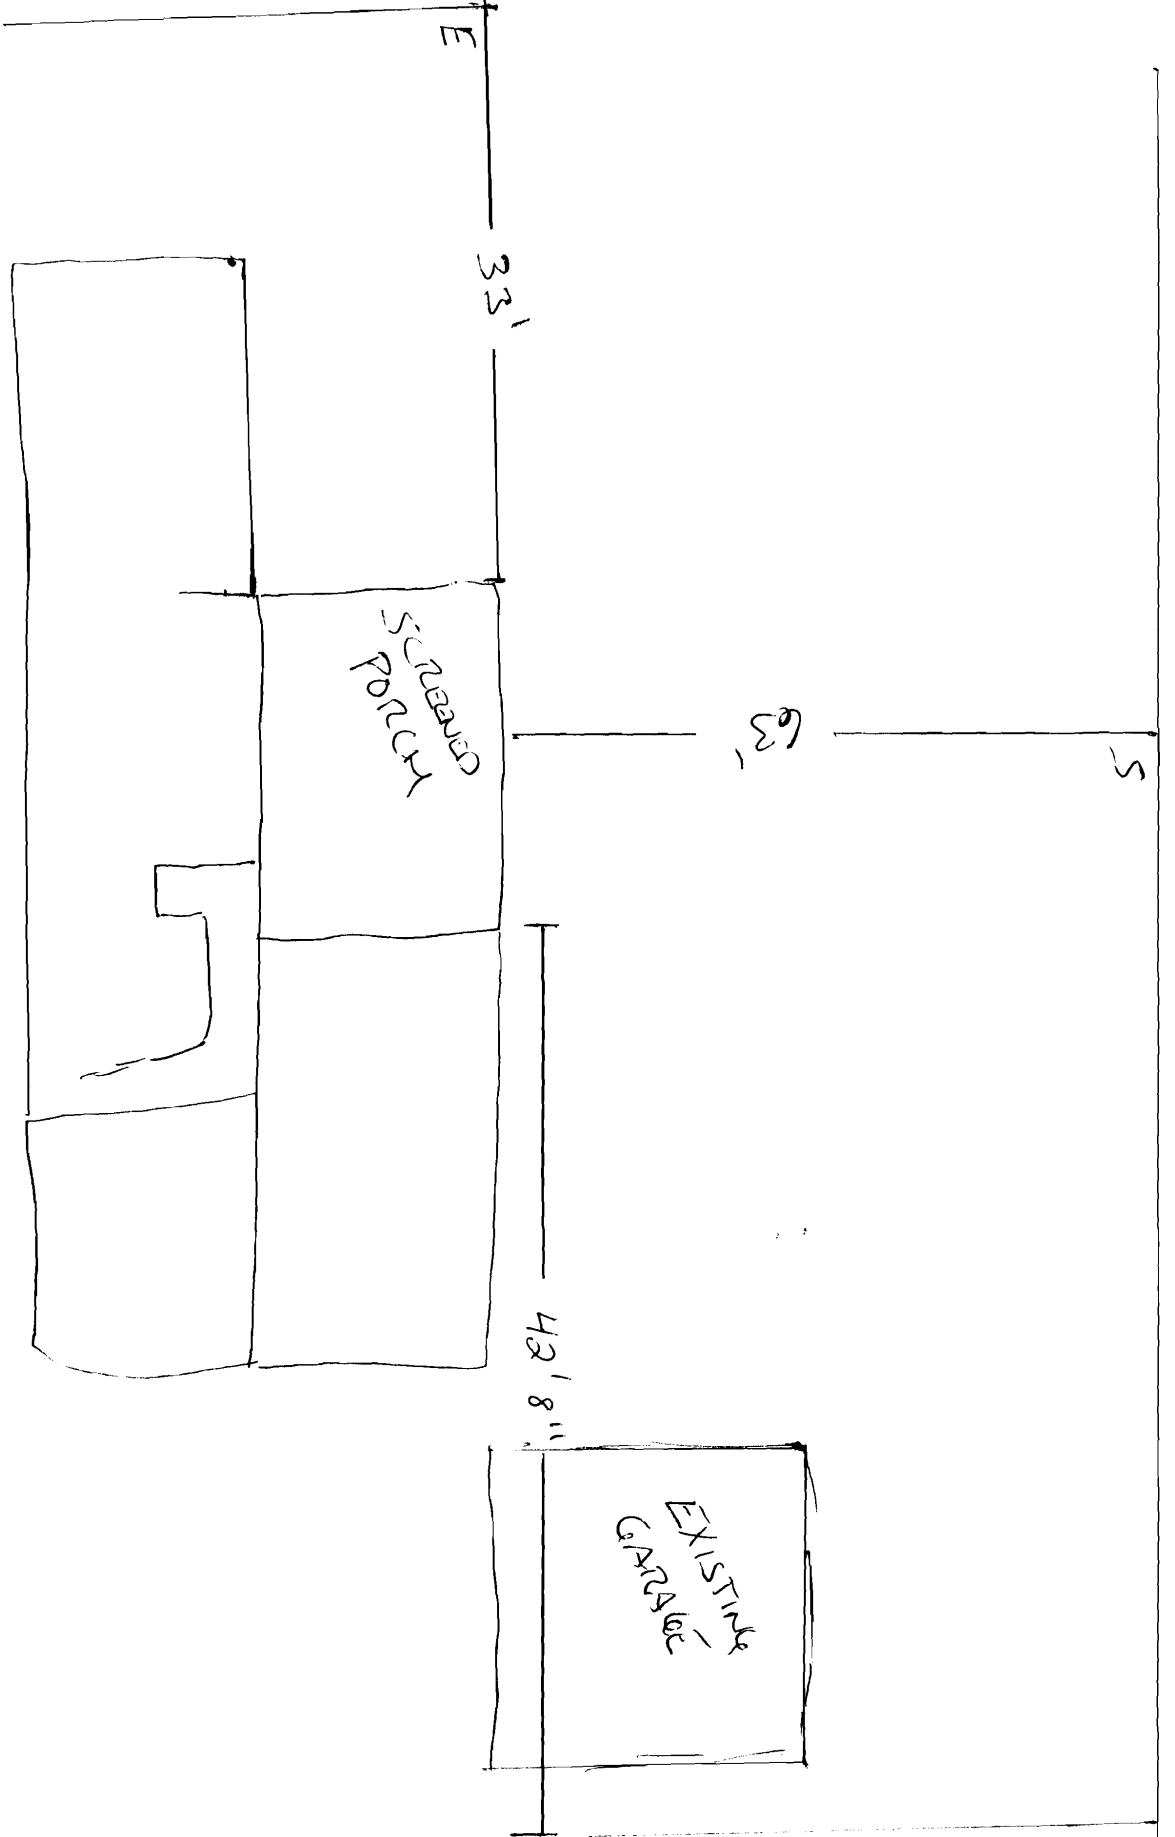 E
33'
SCREENED
PORCH
63'
S
42'8"
EXISTING
GARAGE